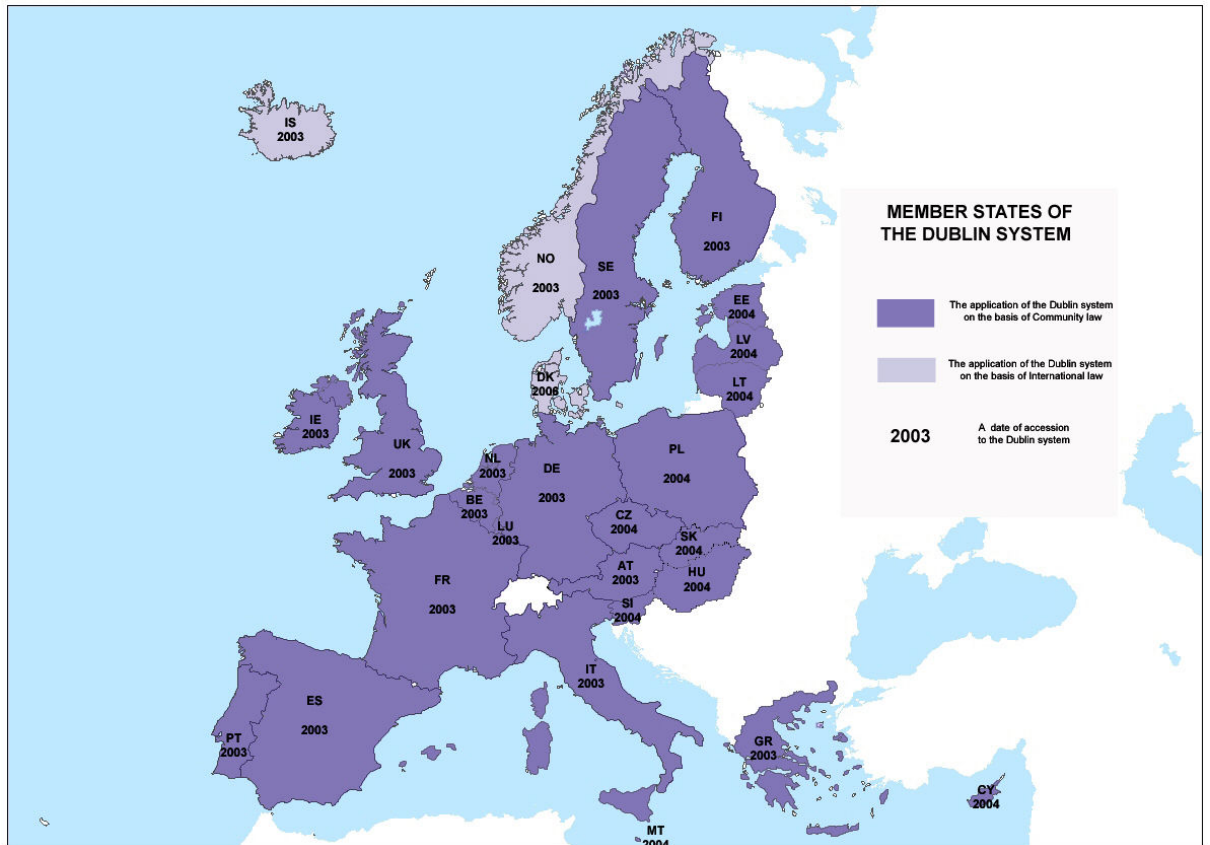 IS
2003
NO
2003
SE
2003
FI
2003
MEMBER STATES OF
THE DUBLIN SYSTEM
The application of the Dublin system
on the basis of Community law
The application of the Dublin system
on the basis of International law
2003
A date of accession
to the Dublin system
EE
2004
LV
2004
LT
2004
DK
2006
IE
2003
UK
2003
NL
2003
BE
2003
LU
2003
DE
2003
PL
2004
CZ
2004
SK
2004
AT
2003
HU
2004
SI
2004
FR
2003
IT
2003
ES
2003
PT
2003
GR
2003
CY
2004
MT
2004